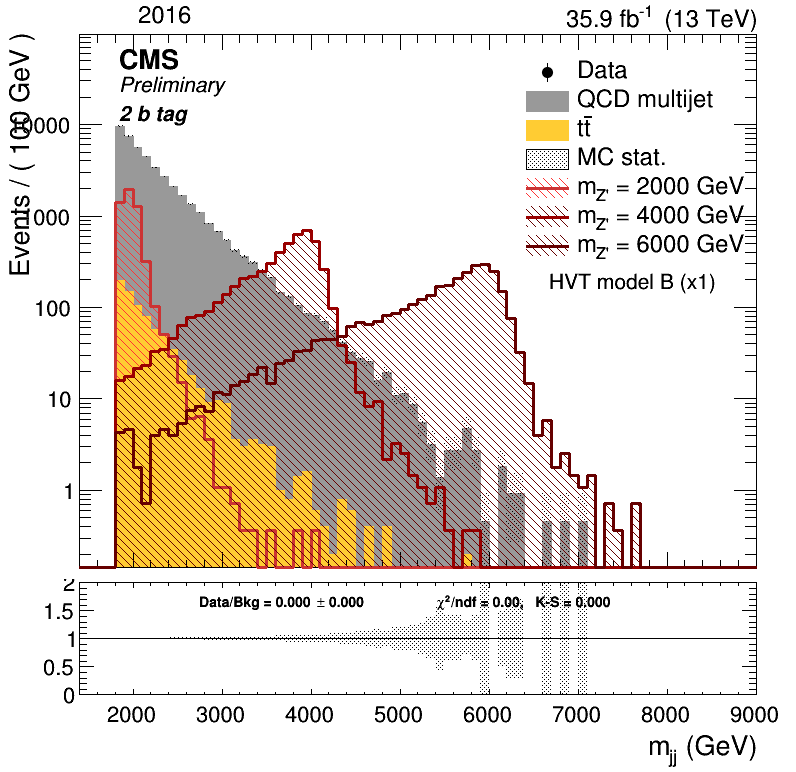 2016
35.9 fb⁻¹ (13 TeV)
CMS
Preliminary
2 b tag
Data
QCD multijet
tt̄
MC stat.
m_Z' = 2000 GeV
m_Z' = 4000 GeV
m_Z' = 6000 GeV
HVT model B (x1)
Events / ( 100 GeV )
10000
1000
100
10
1
Data/Bkg = 0.000 ± 0.000
χ²/ndf = 0.00, K-S = 0.000
2
1.5
1
0.5
0
2000 3000 4000 5000 6000 7000 8000 9000
m_jj (GeV)